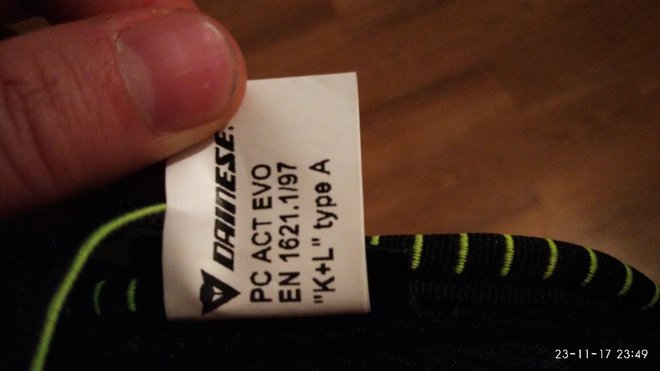 DAINESE.
PC ACT EVO
EN 1621.1/97
"K+L" type A
23-11-17 23:49